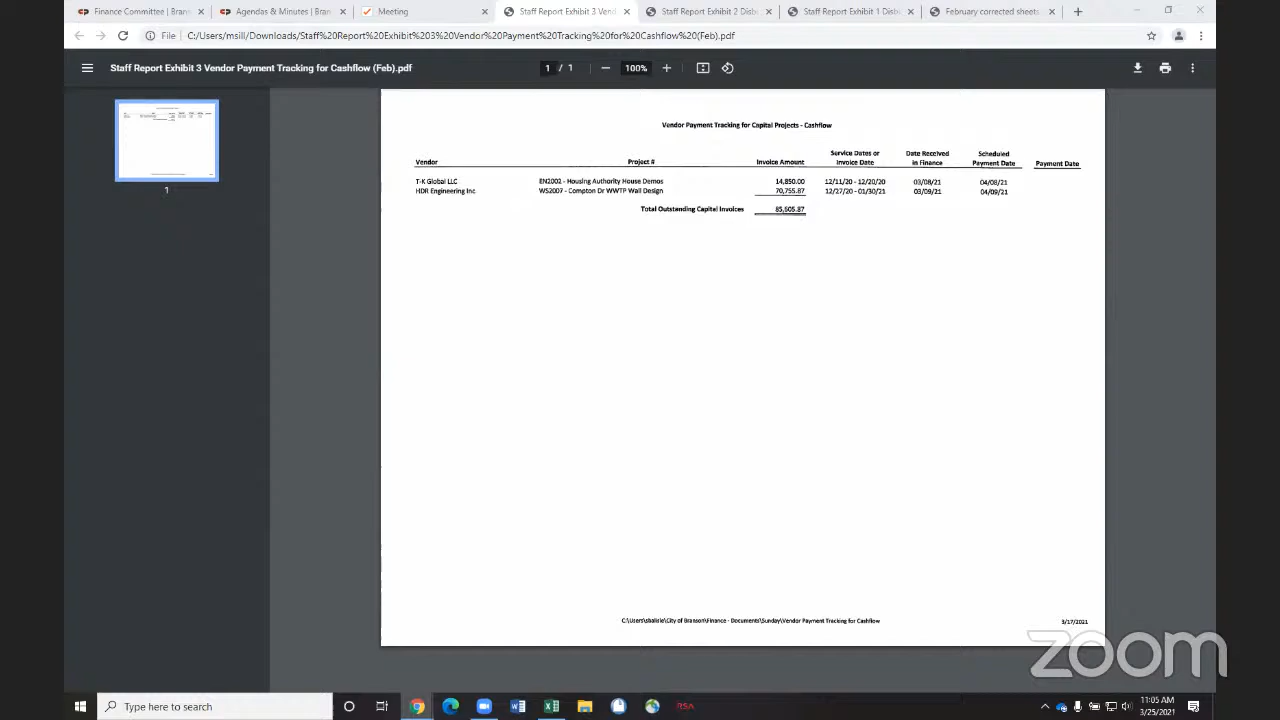 Finance Committee | Bran
Agendas & Minutes | Bran
Meeting
Staff Report Exhibit 3 Vend
Staff Report Exhibit 2 Disb
Staff Report Exhibit 1 Disb
February corrected sheets
File C:/Users/msill/Downloads/Staff%20Report%20Exhibit%203%20Vendor%20Payment%20Tracking%20for%20Cashflow%20(Feb).pdf
Staff Report Exhibit 3 Vendor Payment Tracking for Cashflow (Feb).pdf
1 / 1
100%
1
Vendor Payment Tracking for Capital Projects - Cashflow
Vendor Project # Invoice Amount Service Dates or Invoice Date Date Received in Finance Scheduled Payment Date Payment Date
T-K Global LLC EN2002 - Housing Authority House Demos 14,850.00 12/11/20 - 12/20/20 03/08/21 04/08/21
HDR Engineering Inc WS2007 - Compton Dr WWTP Wall Design 70,755.87 12/27/20 - 01/30/21 03/09/21 04/09/21
Total Outstanding Capital Invoices 85,605.87
3/17/2021
zoom
Type here to search
RSA
11:05 AM
3/25/2021